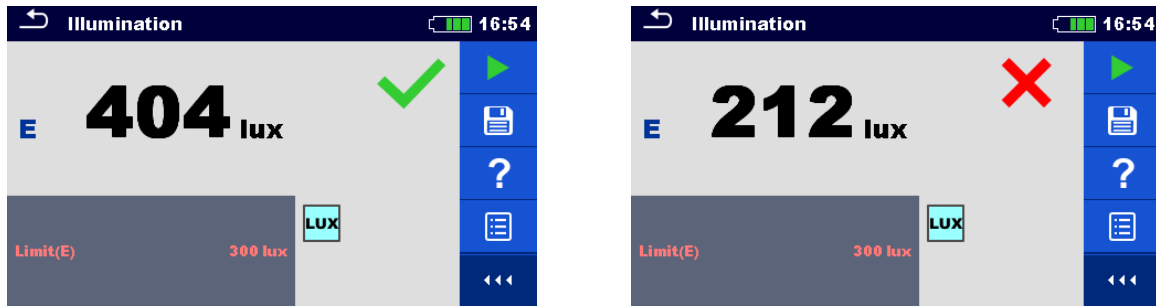 Illumination 16:54
E 404 lux
?
LUX
Limit(E) 300 lux
Illumination 16:54
E 212 lux
?
LUX
Limit(E) 300 lux